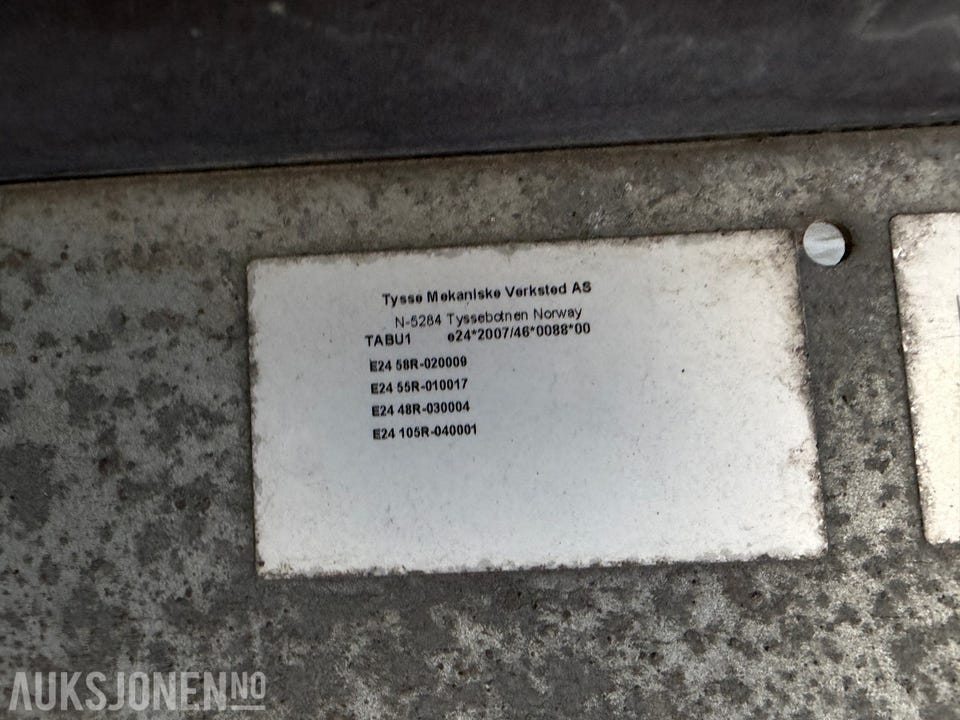 Tysse Mekaniske Verksted AS
N-5284 Tyssebotnen Norway
TABU1 e24*2007/46*0088*00
E24 58R-020009
E24 55R-010017
E24 48R-030004
E24 105R-040001
AUKSJONEN.NO